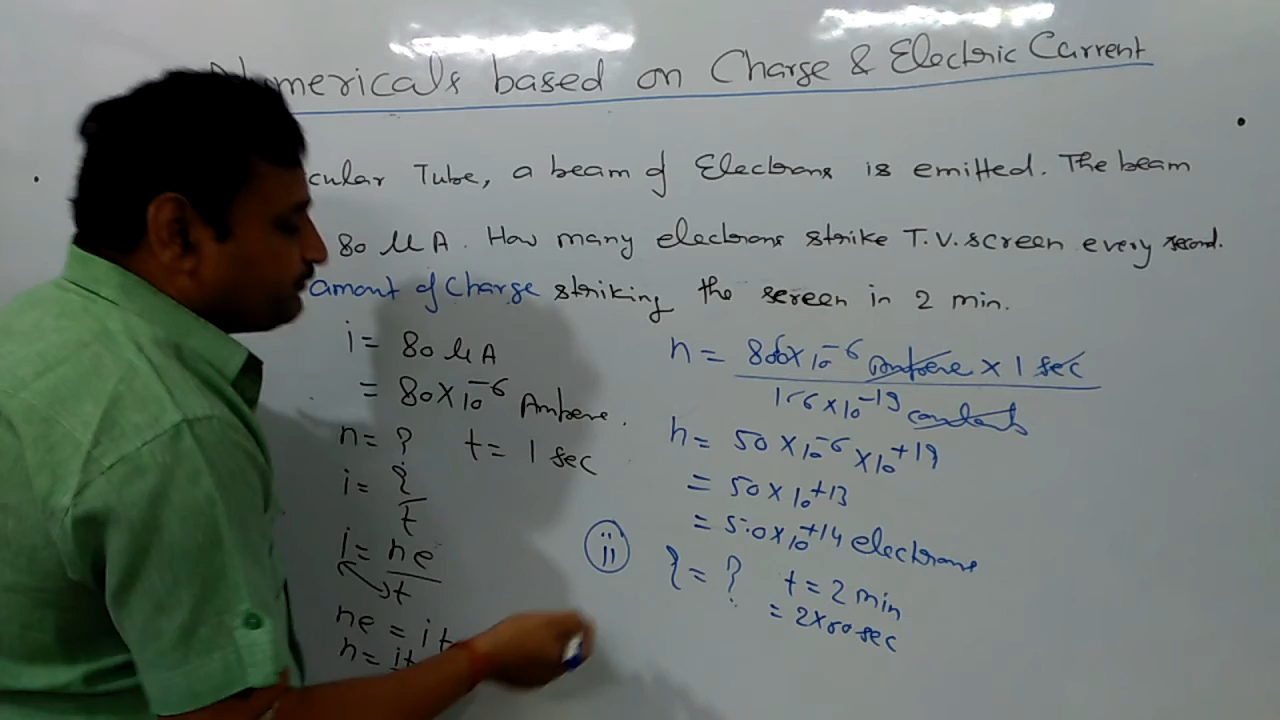 Numericals based on Charge & Electric Current
cular Tube, a beam of Electrons is emitted. The beam
80 μA. How many electrons strike T.V. screen every second.
amont of Charge striking the screen in 2 min.
i = 80 μA
= 80×10⁻⁶ Ampere.
n = ? t = 1 sec
i = q/t
i = ne/t
ne = it
n = it
n = 800×10⁻⁶ Ampere × 1 sec / 1.6×10⁻¹⁹
n = 50×10⁻⁶ ×10⁺¹⁹
= 50×10⁺¹³
= 5.0×10⁺¹⁴ electrons
(ii) q = ? t = 2 min
= 2×60 sec